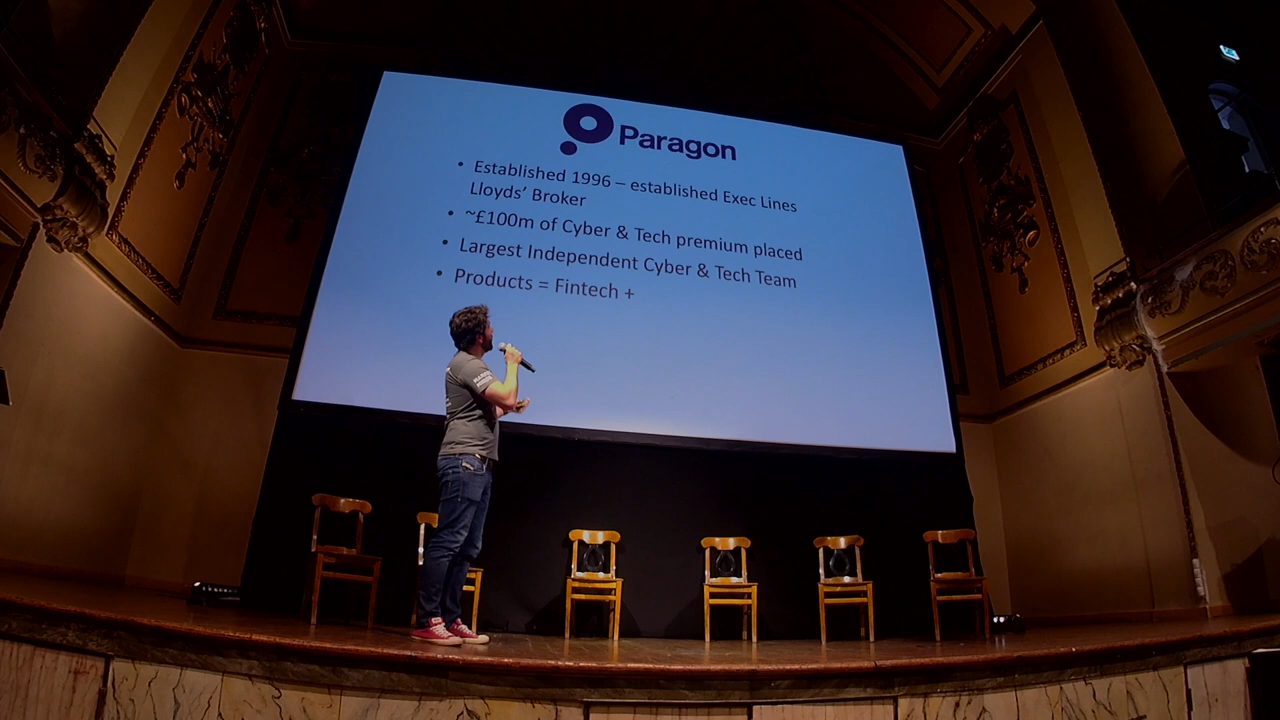 Paragon
• Established 1996 – established Exec Lines
Lloyds' Broker
• ~£100m of Cyber & Tech premium placed
• Largest Independent Cyber & Tech Team
• Products = Fintech +